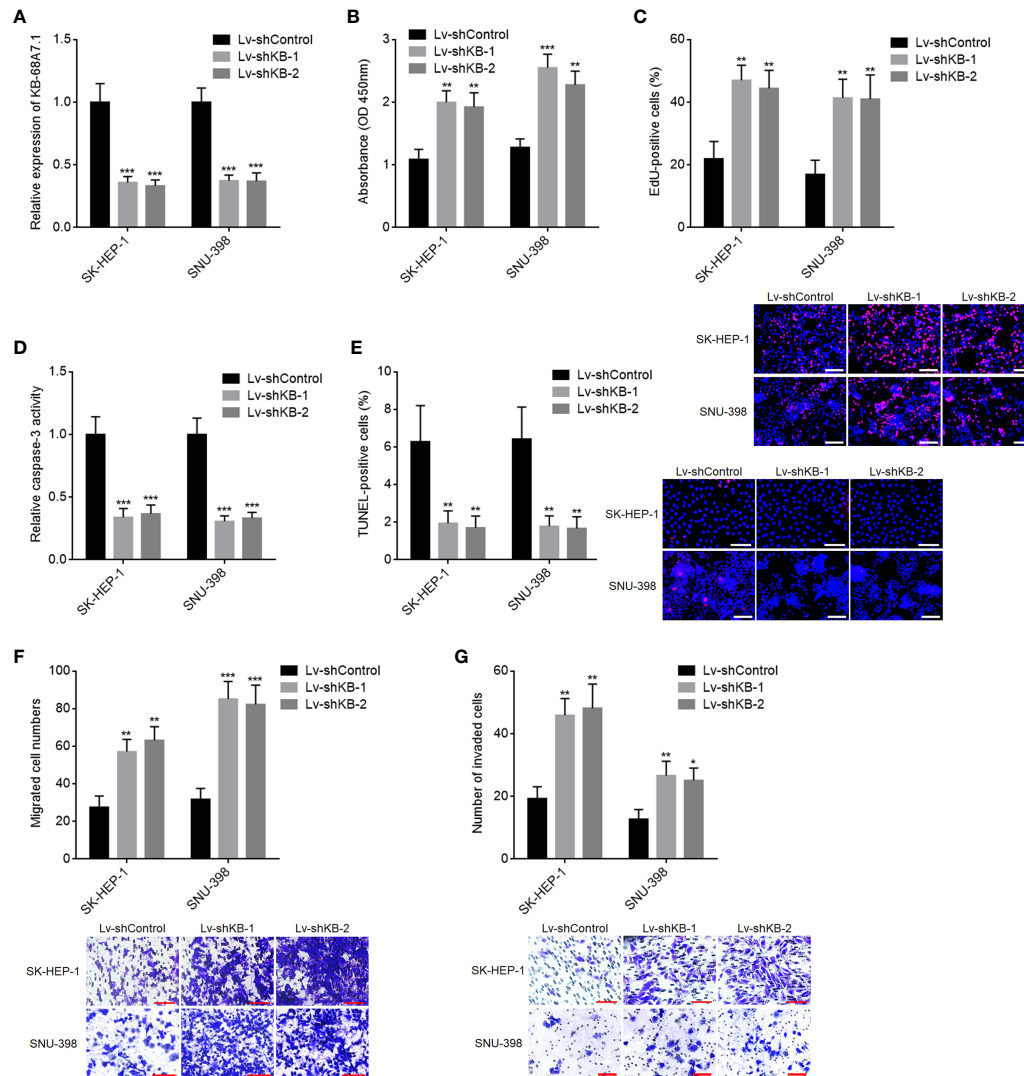 A
Relative expression of KB-68A7.1
1.5
1.0
0.5
0.0
Lv-shControl
Lv-shKB-1
Lv-shKB-2
*** ***
*** ***
SK-HEP-1
SNU-398
B
Absorbance (OD 450nm)
3
2
1
0
Lv-shControl
Lv-shKB-1
Lv-shKB-2
** **
*** **
SK-HEP-1
SNU-398
C
EdU-positive cells (%)
60
40
20
0
Lv-shControl
Lv-shKB-1
Lv-shKB-2
** **
** **
SK-HEP-1
SNU-398
Lv-shControl Lv-shKB-1 Lv-shKB-2
SK-HEP-1
SNU-398
D
Relative caspase-3 activity
1.5
1.0
0.5
0.0
Lv-shControl
Lv-shKB-1
Lv-shKB-2
*** ***
*** ***
SK-HEP-1
SNU-398
E
TUNEL-positive cells (%)
10
8
6
4
2
0
Lv-shControl
Lv-shKB-1
Lv-shKB-2
** **
** **
SK-HEP-1
SNU-398
Lv-shControl Lv-shKB-1 Lv-shKB-2
SK-HEP-1
SNU-398
F
Migrated cell numbers
100
80
60
40
20
0
Lv-shControl
Lv-shKB-1
Lv-shKB-2
** **
*** ***
SK-HEP-1
SNU-398
Lv-shControl Lv-shKB-1 Lv-shKB-2
SK-HEP-1
SNU-398
G
Number of invaded cells
60
40
20
0
Lv-shControl
Lv-shKB-1
Lv-shKB-2
** **
** *
SK-HEP-1
SNU-398
Lv-shControl Lv-shKB-1 Lv-shKB-2
SK-HEP-1
SNU-398